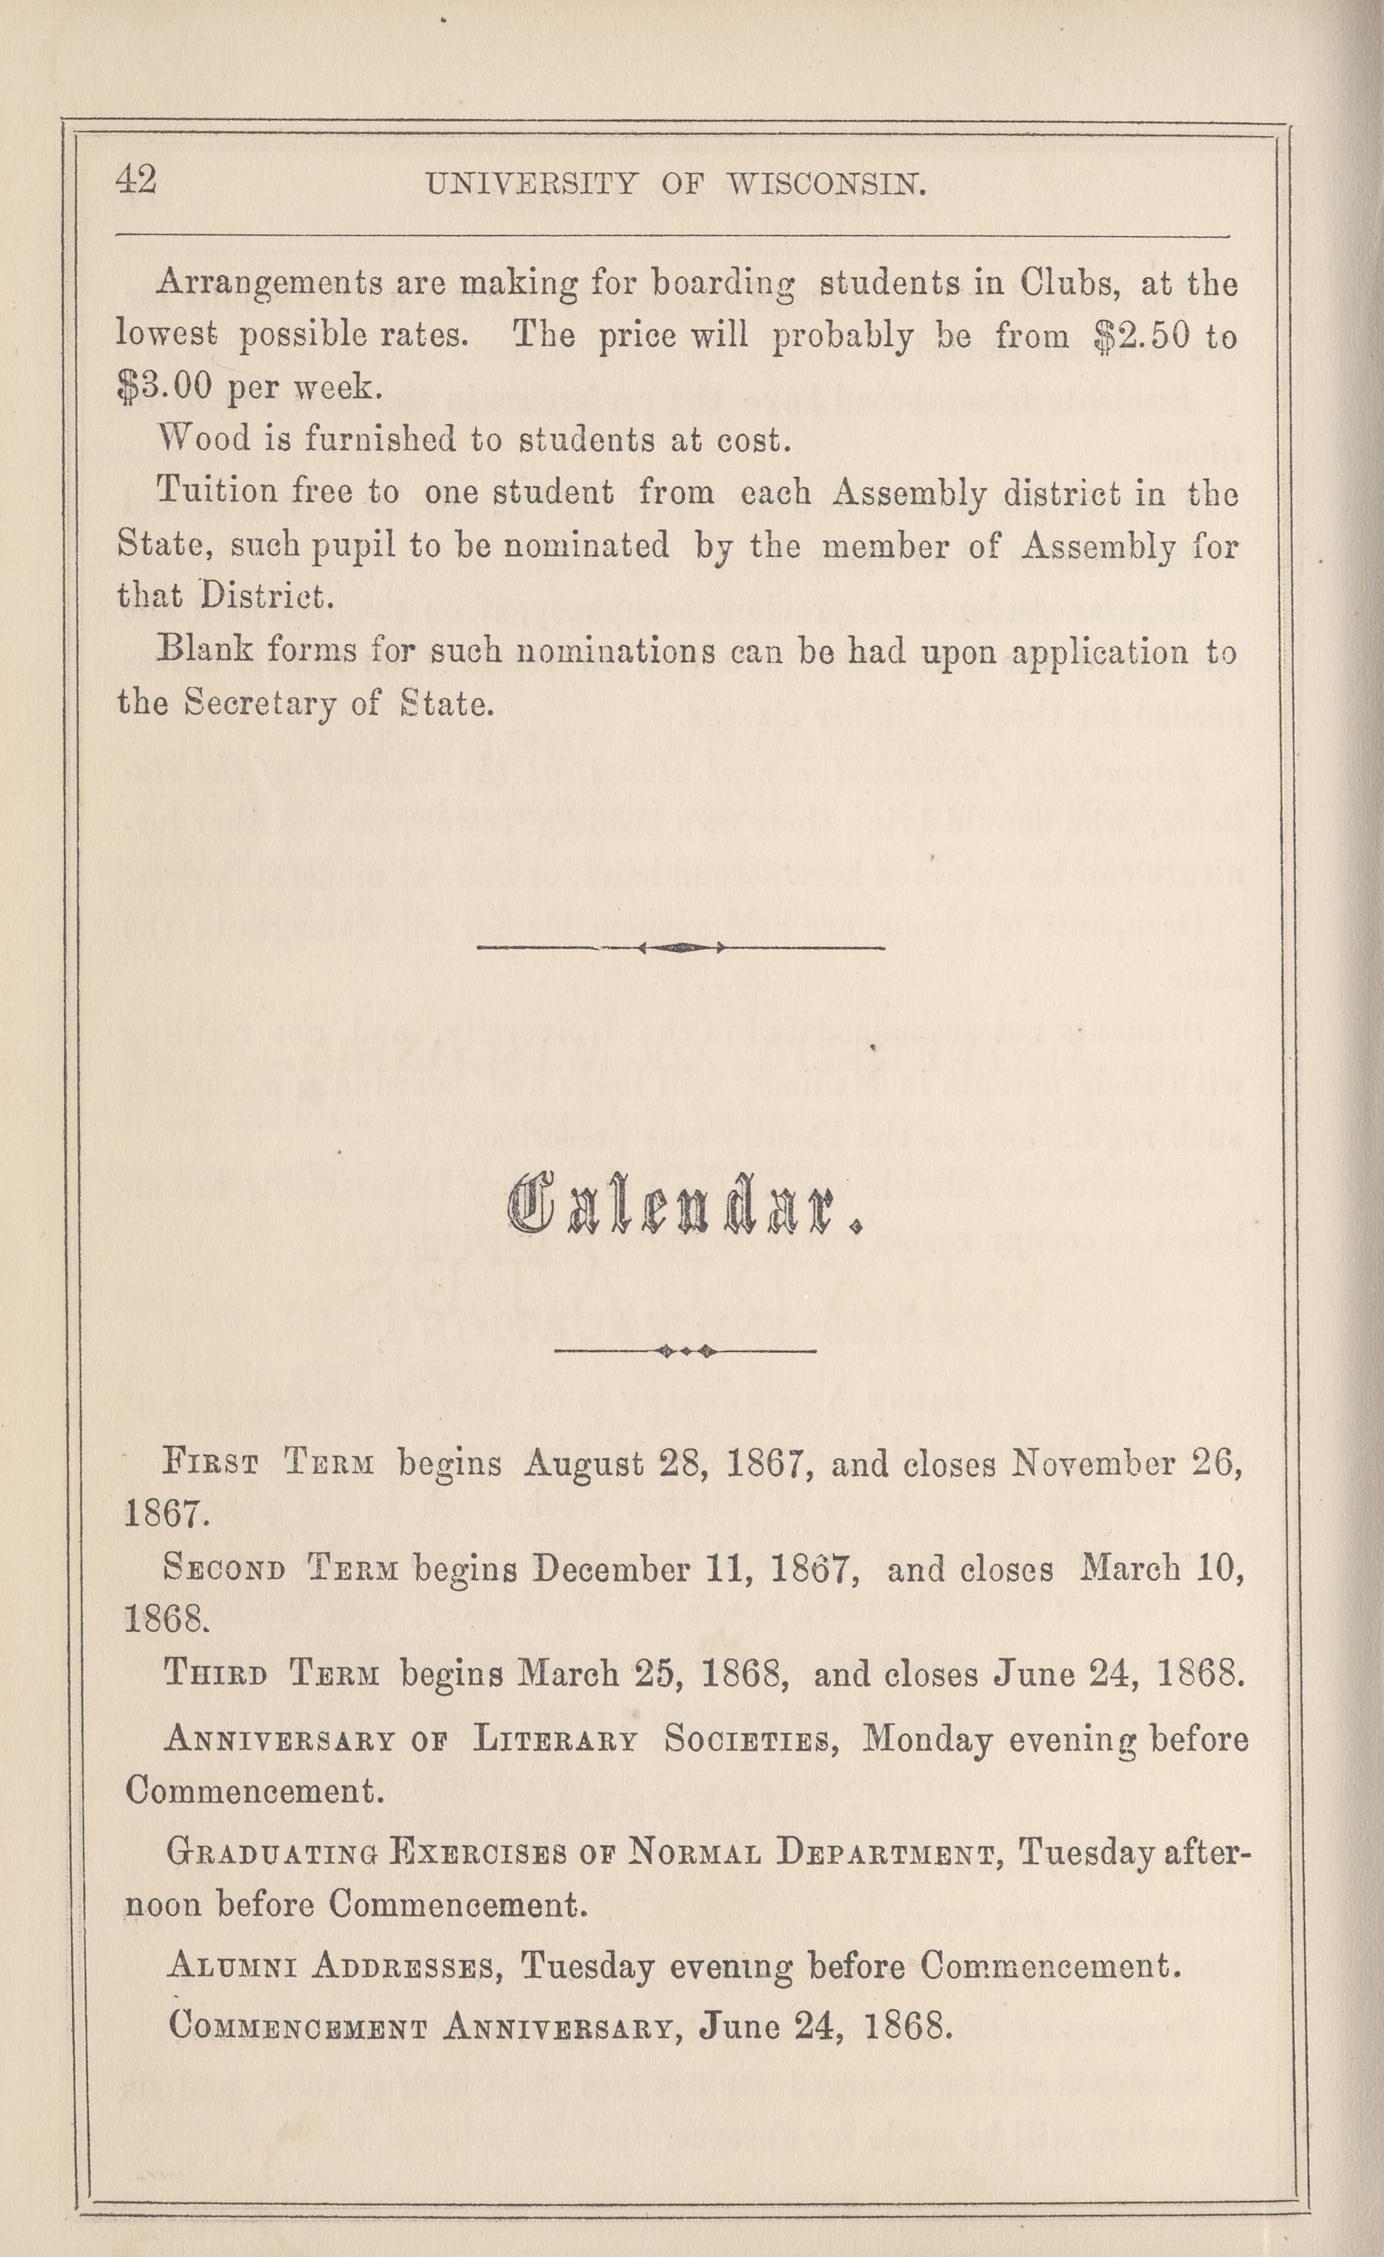 42
UNIVERSITY OF WISCONSIN.
Arrangements are making for boarding students in Clubs, at the
lowest possible rates. The price will probably be from $2.50 to
$3.00 per week.
Wood is furnished to students at cost.
Tuition free to one student from each Assembly district in the
State, such pupil to be nominated by the member of Assembly for
that District.
Blank forms for such nominations can be had upon application to
the Secretary of State.
Calendar.
FIRST TERM begins August 28, 1867, and closes November 26,
1867.
SECOND TERM begins December 11, 1867, and closes March 10,
1868.
THIRD TERM begins March 25, 1868, and closes June 24, 1868.
ANNIVERSARY OF LITERARY SOCIETIES, Monday evening before
Commencement.
GRADUATING EXERCISES OF NORMAL DEPARTMENT, Tuesday after-
noon before Commencement.
ALUMNI ADDRESSES, Tuesday evening before Commencement.
COMMENCEMENT ANNIVERSARY, June 24, 1868.